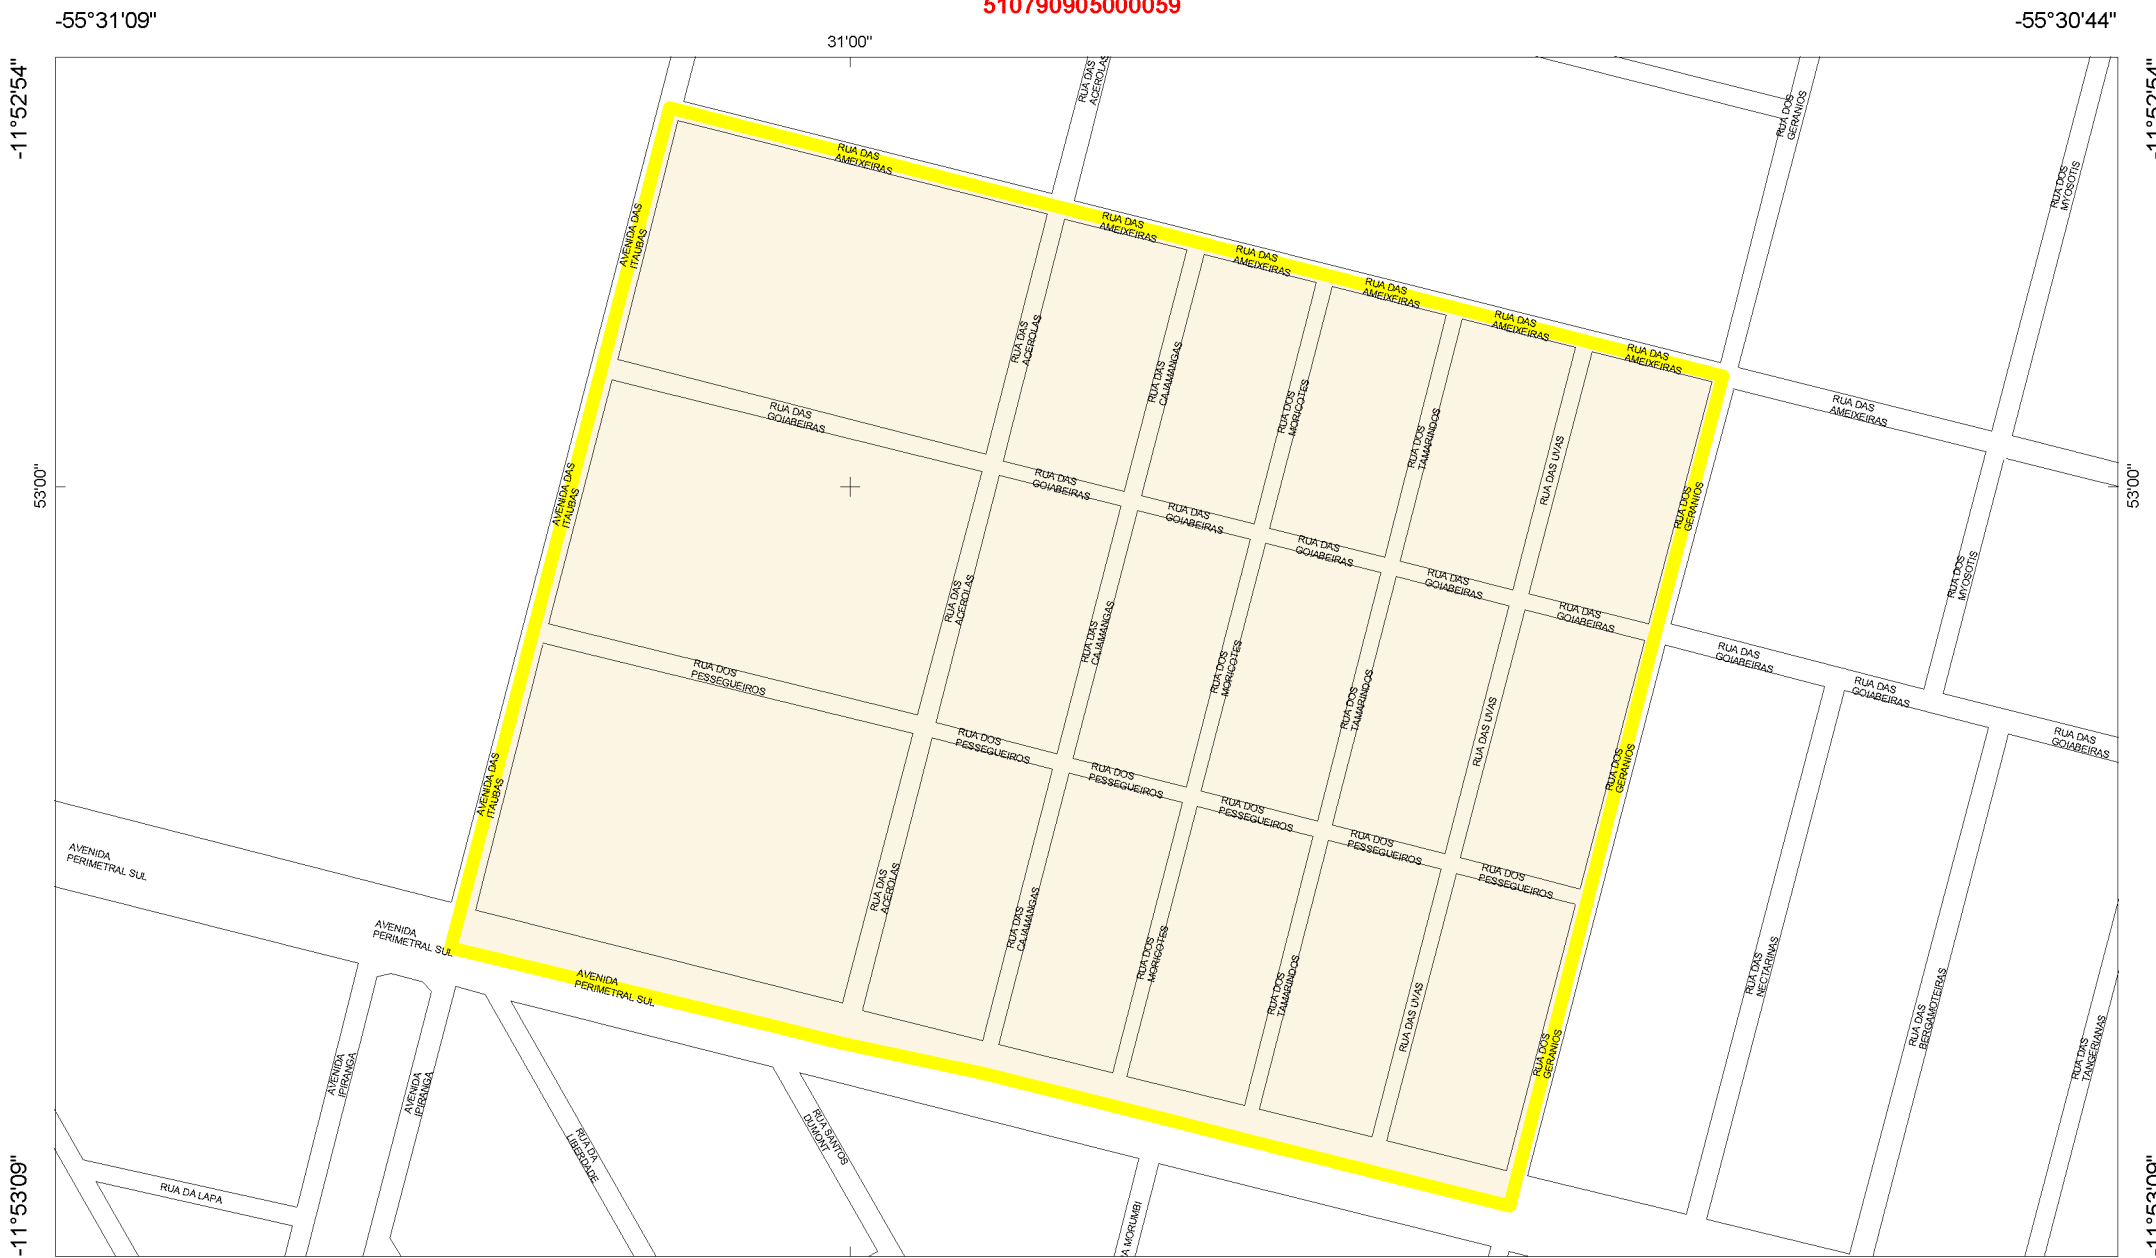 510790905000059
-55°31'09"
-55°30'44"
31'00"
-11°52'54"
-11°52'54"
RUA DAS
ACEROLAS
RUA DOS
GERANIOS
RUA DOS
MYOSOTIS
RUA DAS
AMEIXEIRAS
RUA DAS
AMEIXEIRAS
RUA DAS
AMEIXEIRAS
RUA DAS
AMEIXEIRAS
RUA DAS
AMEIXEIRAS
RUA DAS
AMEIXEIRAS
RUA DAS
AMEIXEIRAS
AVENIDA DAS
ITAUBAS
RUA DAS
ACEROLAS
RUA DAS
CAJAMANGAS
RUA DOS
MORICOTES
RUA DOS
TAMARINDOS
RUA DAS UVAS
RUA DOS
GERANIOS
53'00"
53'00"
RUA DAS
GOIABEIRAS
RUA DAS
GOIABEIRAS
RUA DAS
GOIABEIRAS
RUA DAS
GOIABEIRAS
RUA DAS
GOIABEIRAS
RUA DAS
GOIABEIRAS
RUA DAS
GOIABEIRAS
RUA DAS
GOIABEIRAS
RUA DAS
GOIABEIRAS
AVENIDA DAS
ITAUBAS
RUA DAS
ACEROLAS
RUA DAS
CAJAMANGAS
RUA DOS
MORICOTES
RUA DOS
TAMARINDOS
RUA DAS UVAS
RUA DOS
GERANIOS
RUA DOS
MYOSOTIS
RUA DOS
PESSEGUEIROS
RUA DOS
PESSEGUEIROS
RUA DOS
PESSEGUEIROS
RUA DOS
PESSEGUEIROS
RUA DOS
PESSEGUEIROS
RUA DOS
PESSEGUEIROS
AVENIDA DAS
ITAUBAS
RUA DAS
ACEROLAS
RUA DAS
CAJAMANGAS
RUA DOS
MORICOTES
RUA DOS
TAMARINDOS
RUA DAS UVAS
RUA DOS
GERANIOS
RUA DAS
NECTARINAS
RUA DAS
BERGAMOTEIRAS
RUA DAS
TANGERIANAS
AVENIDA
PERIMETRAL SUL
AVENIDA
PERIMETRAL SUL
AVENIDA
PERIMETRAL SUL
AVENIDA
IPIRANGA
AVENIDA
IPIRANGA
RUA DA
LIBERDADE
RUA SANTOS
DUMONT
RUA DA LAPA
MORUMBI
-11°53'09"
-11°53'09"